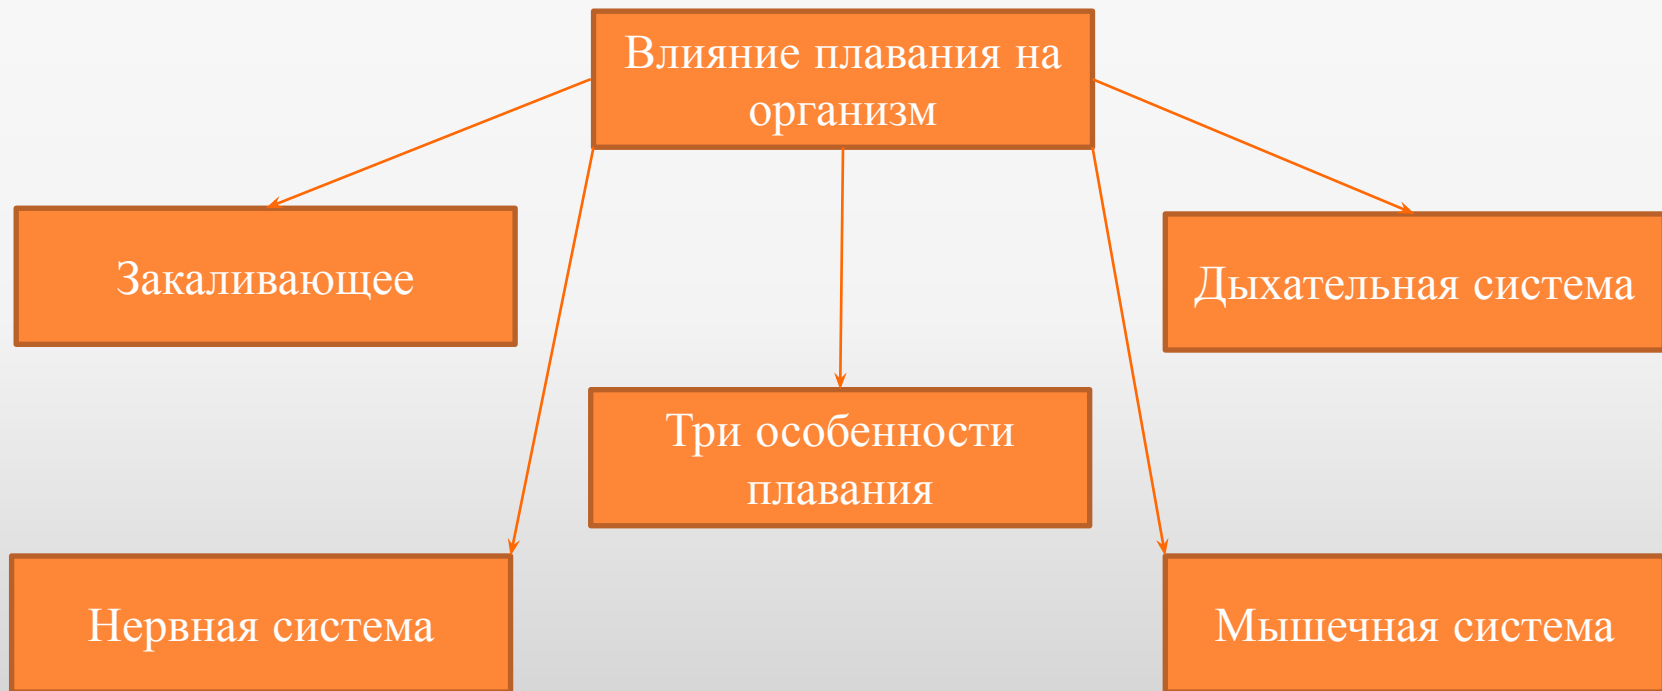 Влияние плавания на
организм
Закаливающее
Дыхательная система
Три особенности
плавания
Нервная система
Мышечная система